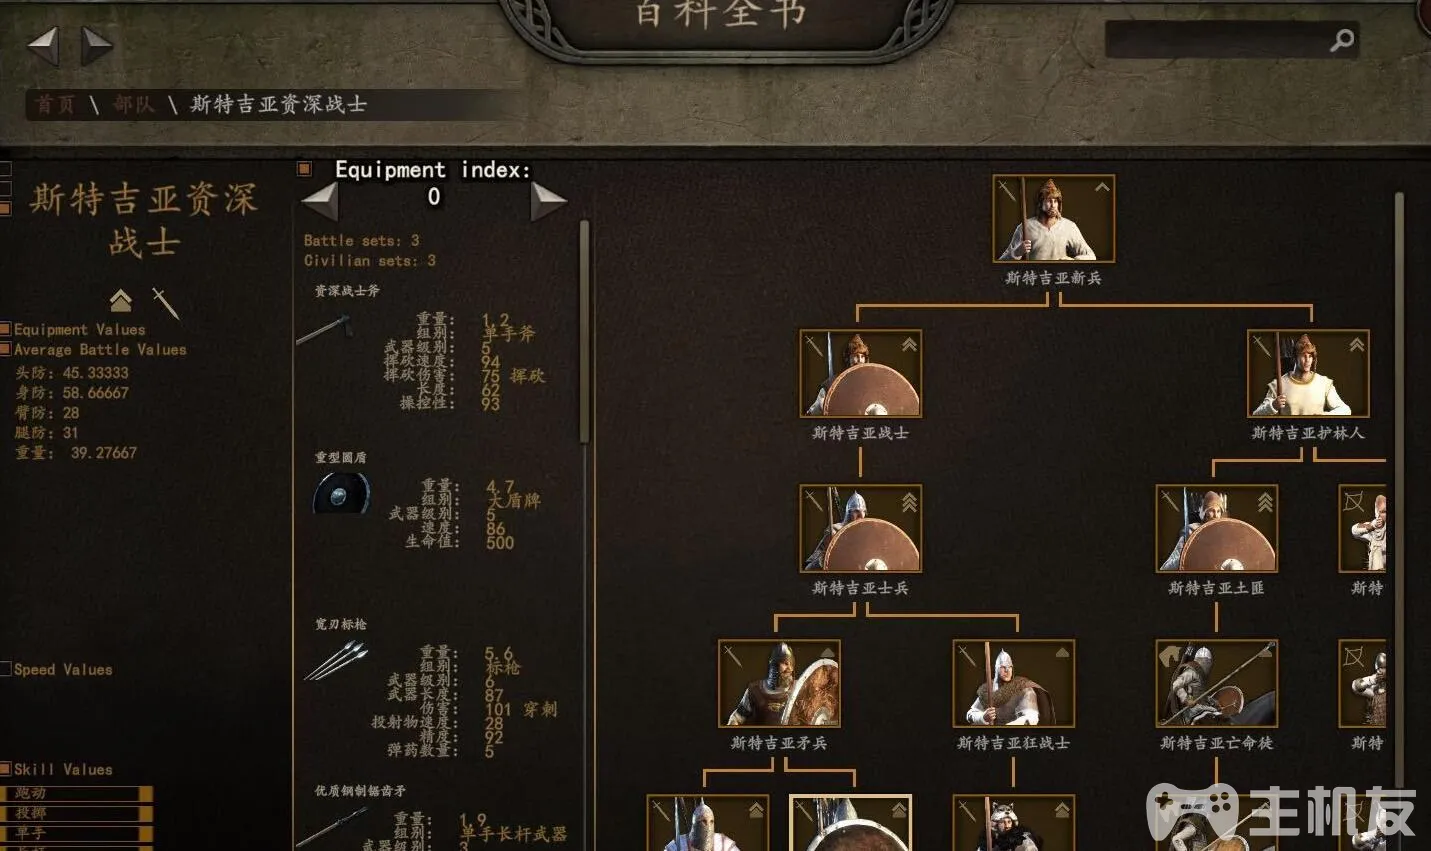 百科全书
首页 \ 部队 \ 斯特吉亚资深战士
斯特吉亚资深
战士
Equipment Values
Average Battle Values
头防: 45.33333
身防: 58.66667
臂防: 28
腿防: 31
重量: 39.27667
Speed Values
Skill Values
跑动
投掷
单手
Equipment index:
0
Battle sets: 3
Civilian sets: 3
资深战士斧
重量: 1.2
组别: 单手斧
武器级别: 5
挥砍速度: 94
挥砍伤害: 75 挥砍
长度: 62
操控性: 93
重型圆盾
重量: 4.7
组别: 大盾牌
武器级别: 5
速度: 86
生命值: 500
宽刃标枪
重量: 5.6
组别: 标枪
武器级别: 6
武器长度: 87
伤害: 101 穿刺
投射物速度: 28
精度: 92
弹药数量: 5
优质钢制锯齿矛
重量: 1.9
组别: 单手长杆武器
武器级别: 3
斯特吉亚新兵
斯特吉亚战士
斯特吉亚护林人
斯特吉亚士兵
斯特吉亚土匪
斯特
斯特吉亚矛兵
斯特吉亚狂战士
斯特吉亚亡命徒
斯特
主机友